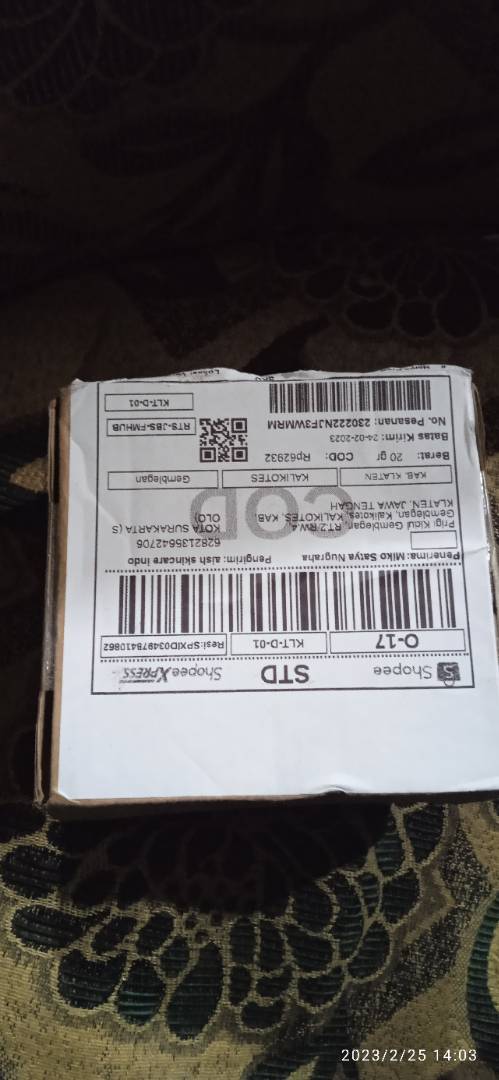 Shopee
STD
Shopee XPRESS
O-17
KLT-D-01
Resi:SPXID034978410862
Penerima: Miko Satya Nugraha
Pengirim: aish skincare indo
6282135642706
KOTA SURAKARTA (S
OLO)
Prigi Kidul Gemblegan, RT2/RW.4,
Gemblegan, Kalikotes, KALIKOTES, KAB.
KLATEN, JAWA TENGAH
COD
KAB. KLATEN
KALIKOTES
Gemblegan
Berat: 20 gr
COD: Rp62932
Batas Kirim: 24-02-2023
No. Pesanan: 230222NJF3WMRM
RTS-JBS-FMHUB
KLT-D-01
2023/2/25 14:03